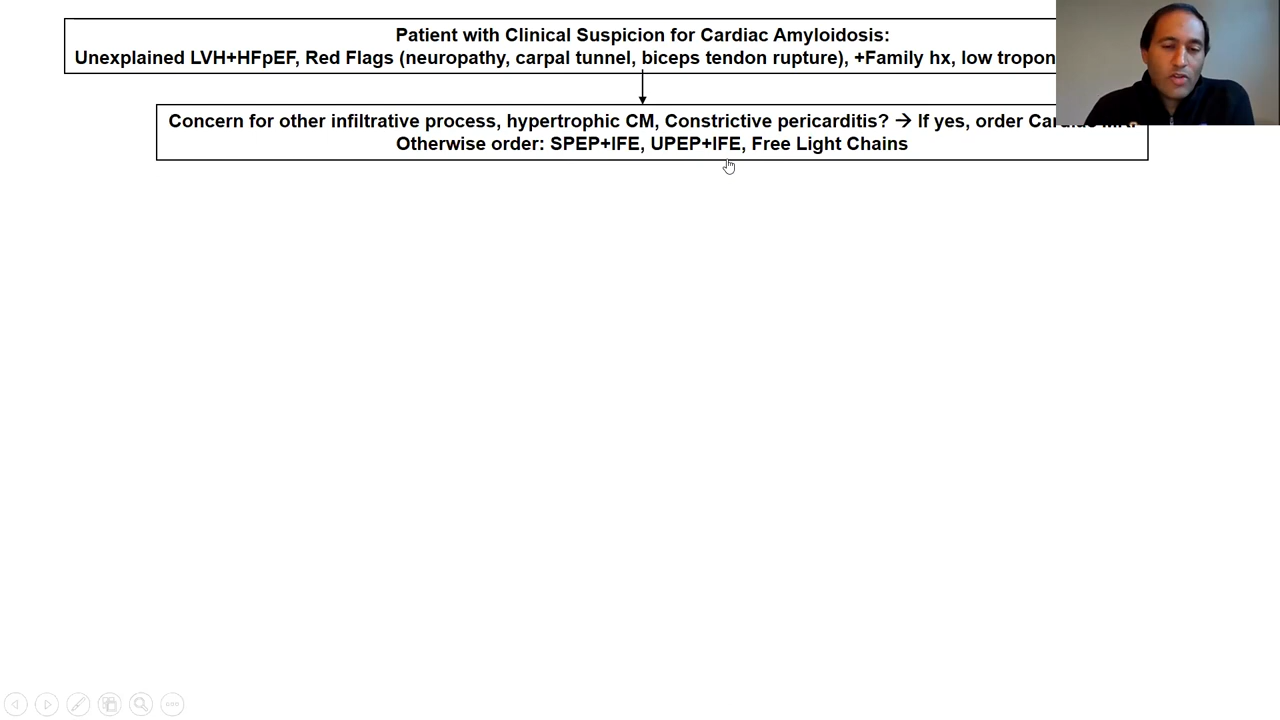 Patient with Clinical Suspicion for Cardiac Amyloidosis:
Unexplained LVH+HFpEF, Red Flags (neuropathy, carpal tunnel, biceps tendon rupture), +Family hx, low
Concern for other infiltrative process, hypertrophic CM, Constrictive pericarditis? → If yes, order
Otherwise order: SPEP+IFE, UPEP+IFE, Free Light Chains